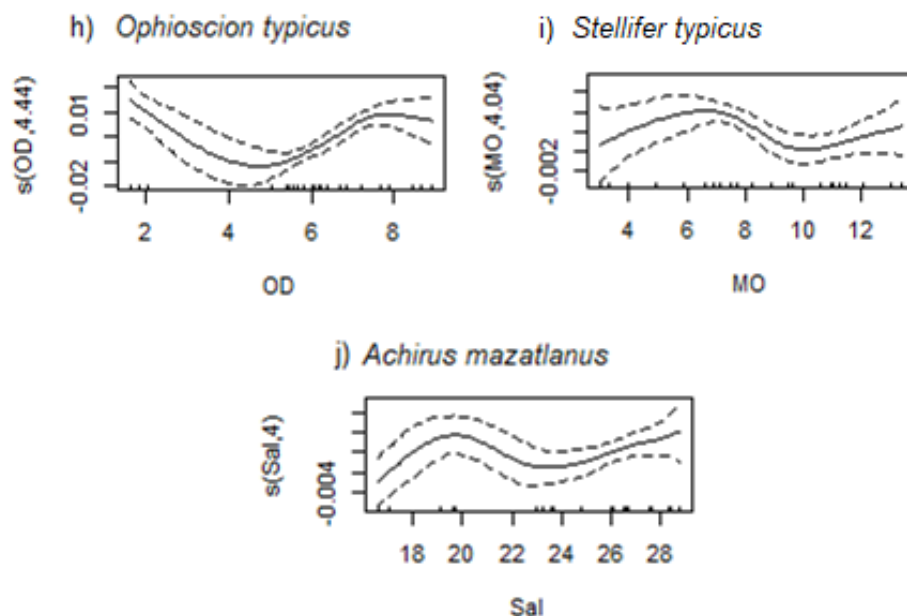 h) Ophioscion typicus
s(OD,4.44)
-0.02 0.01
2 4 6 8
OD
i) Stellifer typicus
s(MO,4.04)
-0.002
4 6 8 10 12
MO
j) Achirus mazatlanus
s(Sal,4)
-0.004
18 20 22 24 26 28
Sal